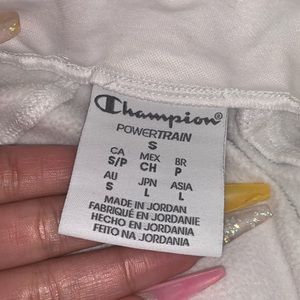 Champion
POWERTRAIN
S
CA MEX BR
S/P CH P
AU JPN ASIA
S L L
MADE IN JORDAN
FABRIQUÉ EN JORDANIE
HECHO EN JORDANIA
FEITO NA JORDANIA